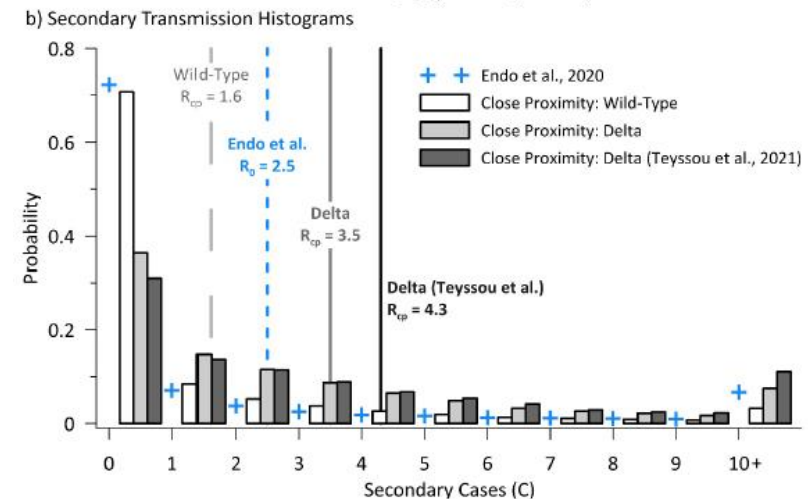 b) Secondary Transmission Histograms
0.8
0.6
0.4
0.2
0
Probability
Wild-Type
Rcp = 1.6
Endo et al.
R0 = 2.5
Delta
Rcp = 3.5
Delta (Teyssou et al.)
Rcp = 4.3
Endo et al., 2020
Close Proximity: Wild-Type
Close Proximity: Delta
Close Proximity: Delta (Teyssou et al., 2021)
0 1 2 3 4 5 6 7 8 9 10+
Secondary Cases (C)